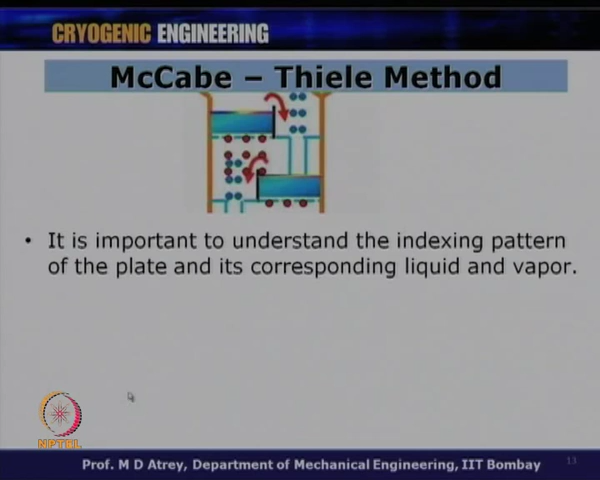 CRYOGENIC ENGINEERING
McCabe – Thiele Method
• It is important to understand the indexing pattern
of the plate and its corresponding liquid and vapor.
NPTEL
Prof. M D Atrey, Department of Mechanical Engineering, IIT Bombay
13